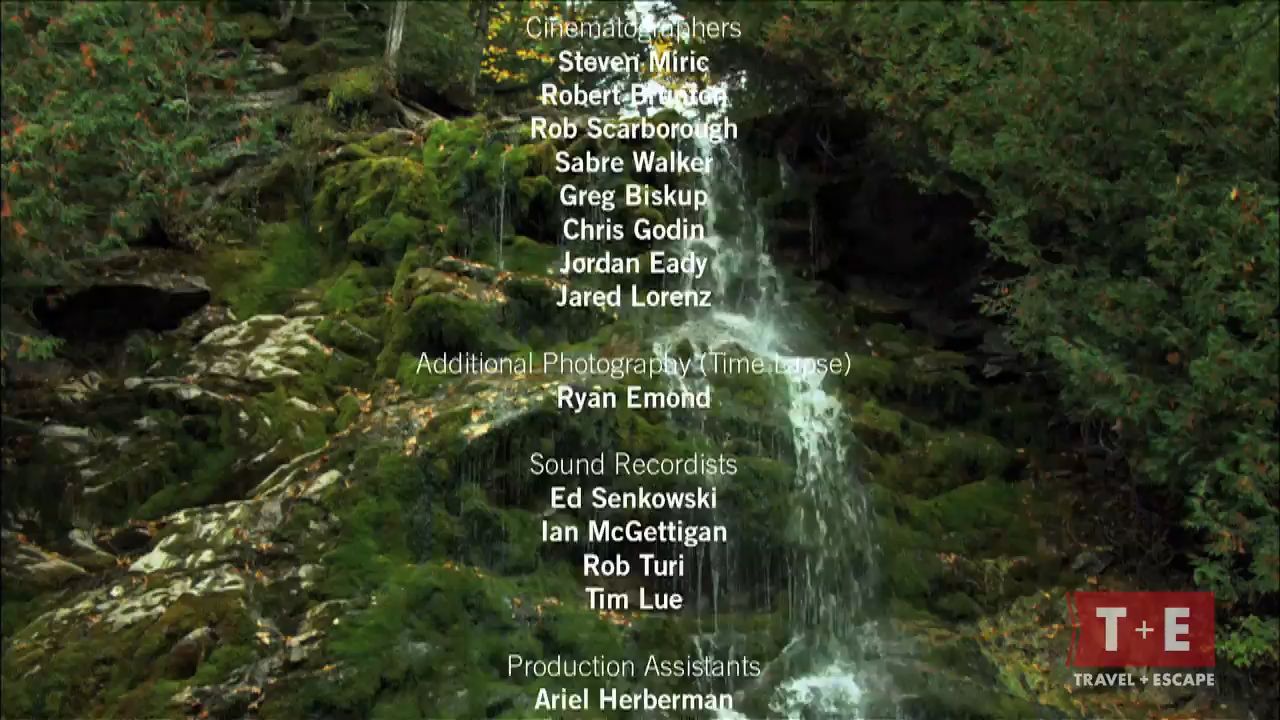 Cinematographers
Steven Miric
Robert Brunton
Rob Scarborough
Sabre Walker
Greg Biskup
Chris Godin
Jordan Eady
Jared Lorenz
Additional Photography (Time Lapse)
Ryan Emond
Sound Recordists
Ed Senkowski
Ian McGettigan
Rob Turi
Tim Lue
Production Assistants
Ariel Herberman
T+E
TRAVEL + ESCAPE